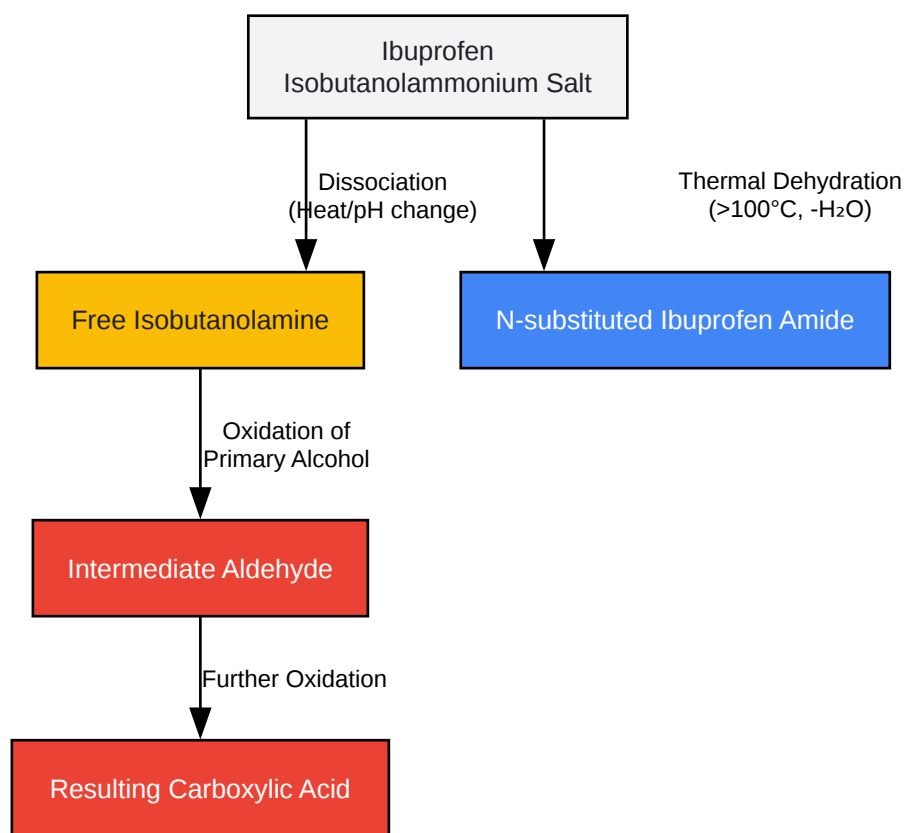 Ibuprofen
Isobutanolammonium Salt
Dissociation
(Heat/pH change)
Thermal Dehydration
(>100°C, -H₂O)
Free Isobutanolamine
N-substituted Ibuprofen Amide
Oxidation of
Primary Alcohol
Intermediate Aldehyde
Further Oxidation
Resulting Carboxylic Acid